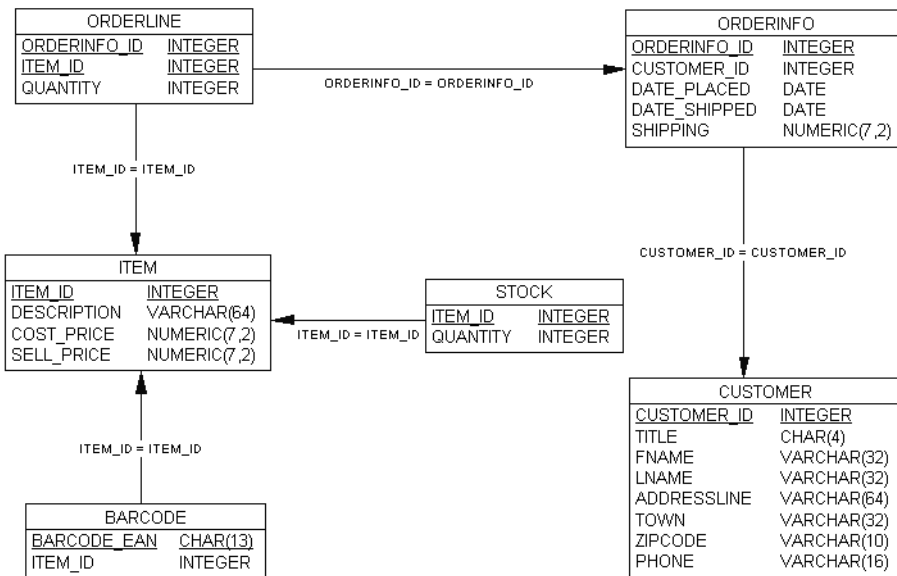 ORDERLINE
ORDERINFO_ID INTEGER
ITEM_ID INTEGER
QUANTITY INTEGER
ORDERINFO_ID = ORDERINFO_ID
ORDERINFO
ORDERINFO_ID INTEGER
CUSTOMER_ID INTEGER
DATE_PLACED DATE
DATE_SHIPPED DATE
SHIPPING NUMERIC(7,2)
ITEM_ID = ITEM_ID
CUSTOMER_ID = CUSTOMER_ID
ITEM
ITEM_ID INTEGER
DESCRIPTION VARCHAR(64)
COST_PRICE NUMERIC(7,2)
SELL_PRICE NUMERIC(7,2)
ITEM_ID = ITEM_ID
STOCK
ITEM_ID INTEGER
QUANTITY INTEGER
ITEM_ID = ITEM_ID
BARCODE
BARCODE_EAN CHAR(13)
ITEM_ID INTEGER
CUSTOMER
CUSTOMER_ID INTEGER
TITLE CHAR(4)
FNAME VARCHAR(32)
LNAME VARCHAR(32)
ADDRESSLINE VARCHAR(64)
TOWN VARCHAR(32)
ZIPCODE VARCHAR(10)
PHONE VARCHAR(16)